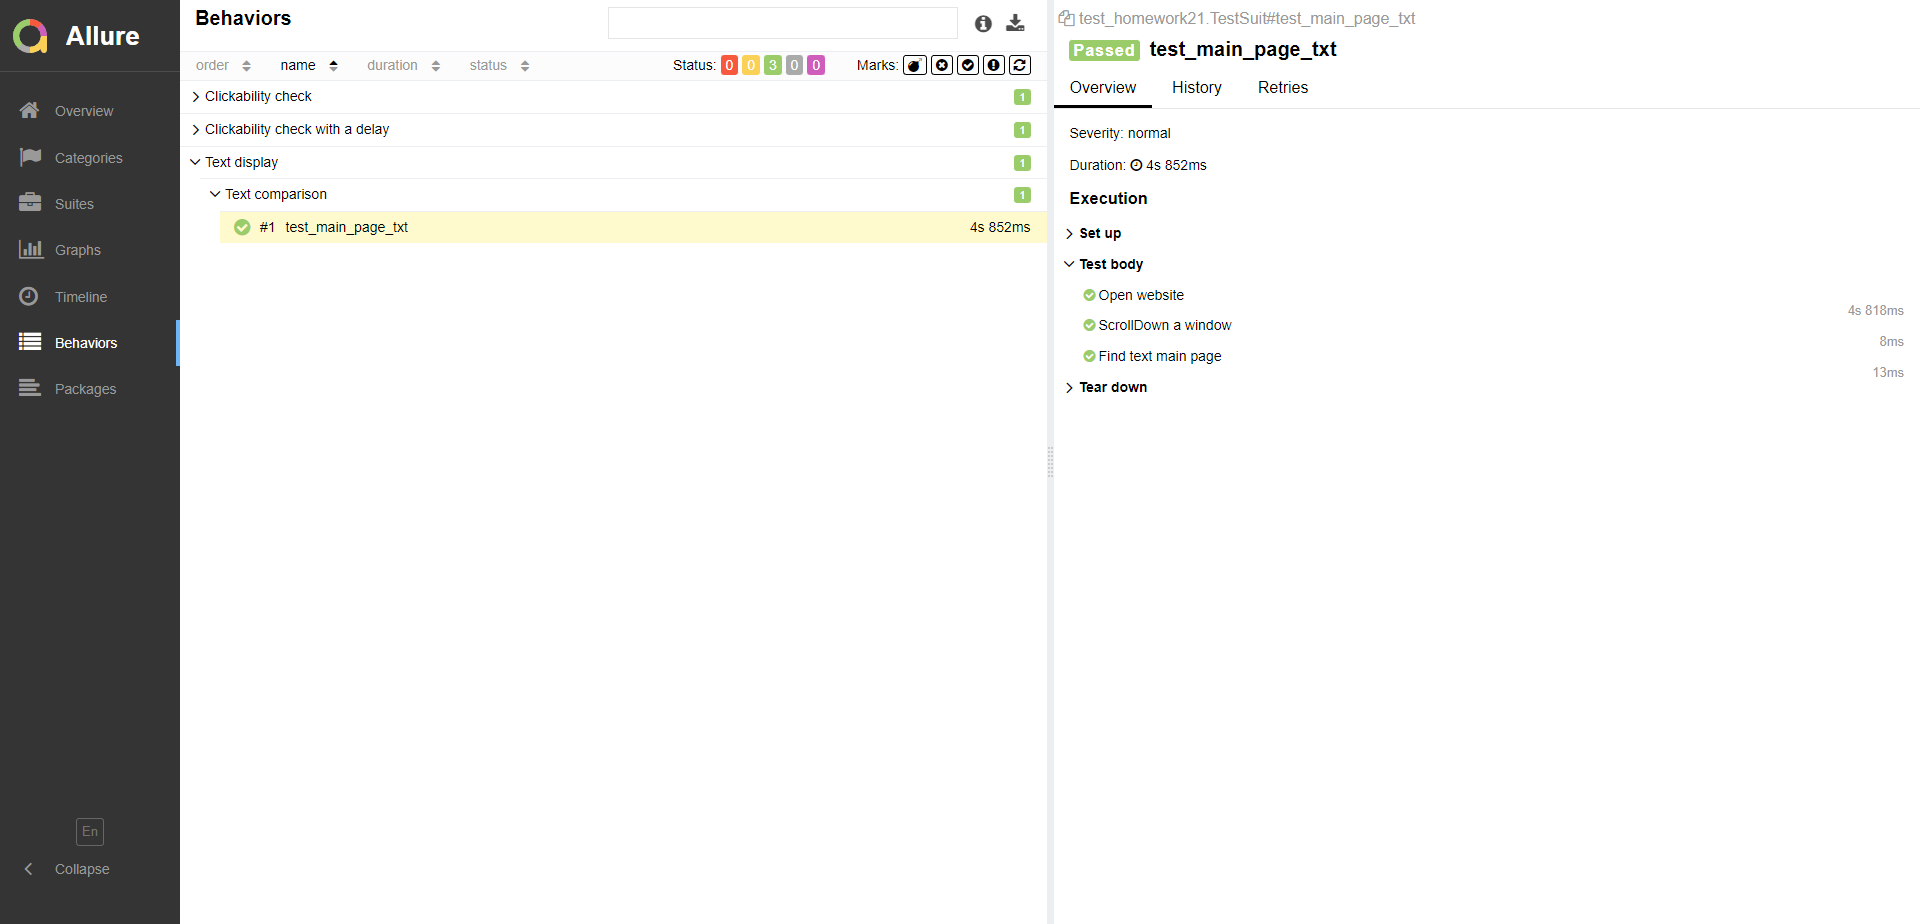 Allure
Overview
Categories
Suites
Graphs
Timeline
Behaviors
Packages
En
Collapse
Behaviors
order name duration status Status: 0 0 3 0 0 Marks:
Clickability check 1
Clickability check with a delay 1
Text display 1
Text comparison 1
#1 test_main_page_txt 4s 852ms
test_homework21.TestSuit#test_main_page_txt
Passed test_main_page_txt
Overview History Retries
Severity: normal
Duration: 4s 852ms
Execution
Set up
Test body
Open website
4s 818ms
ScrollDown a window
8ms
Find text main page
13ms
Tear down